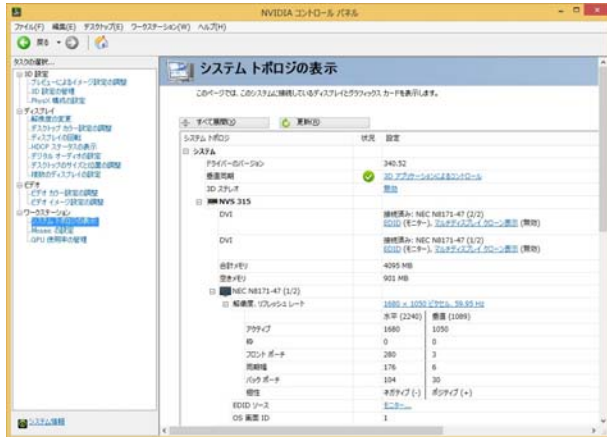 NVIDIA コントロール パネル
ファイル(F) 編集(E) デスクトップ(T) ワークステーション(W) ヘルプ(H)
戻る
タスクの選択...
3D 設定
プレビューによるイメージ設定の調整
3D 設定の管理
PhysX 構成の設定
ディスプレイ
解像度の変更
デスクトップ カラー設定の調整
ディスプレイの回転
HDCP ステータスの表示
デジタル オーディオの設定
デスクトップのサイズと位置の調整
複数のディスプレイの設定
ビデオ
ビデオ カラー設定の調整
ビデオ イメージ設定の調整
ワークステーション
システム トポロジの表示
Mosaic の設定
GPU 使用率の管理
システム情報
システム トポロジの表示
このページでは、このシステムに接続しているディスプレイとグラフィックス カードを表示します。
すべて展開(X) 更新(R)
システム トポロジ 状況 設定
システム
ドライバーのバージョン 340.52
垂直同期 3D アプリケーションによるコントロール
3D ステレオ 無効
NVS 315
DVI 接続済み: NEC N8171-47 (2/2)
EDID (モニター), マルチディスプレイ クローン表示 (無効)
DVI 接続済み: NEC N8171-47 (1/2)
EDID (モニター), マルチディスプレイ クローン表示 (無効)
合計メモリ 4095 MB
空きメモリ 901 MB
NEC N8171-47 (1/2)
解像度, リフレッシュ レート 1680 × 1050 ピクセル, 59.95 Hz
水平 (2240) 垂直 (1089)
アクティブ 1680 1050
枠 0 0
フロント ポーチ 280 3
同期幅 176 6
バック ポーチ 104 30
極性 ネガティブ (-) ポジティブ (+)
EDID ソース モニター...
OS 画面 ID 1